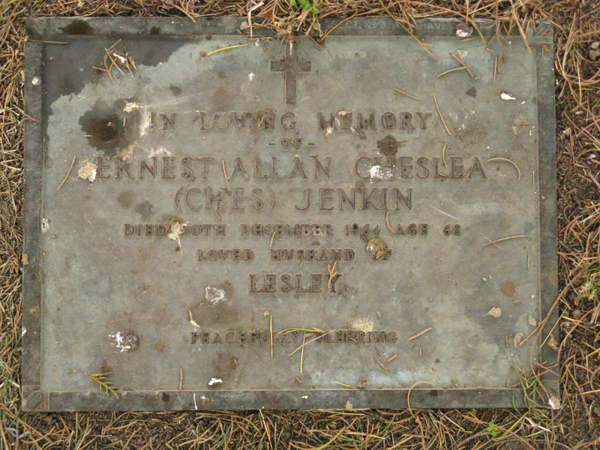 IN LOVING MEMORY
- OF -
ERNEST ALLAN CHESLEA
(CHES) JENKIN
DIED 30TH DECEMBER 1964 AGE 68
LOVED HUSBAND OF
LESLEY
PEACEFULLY SLEEPING